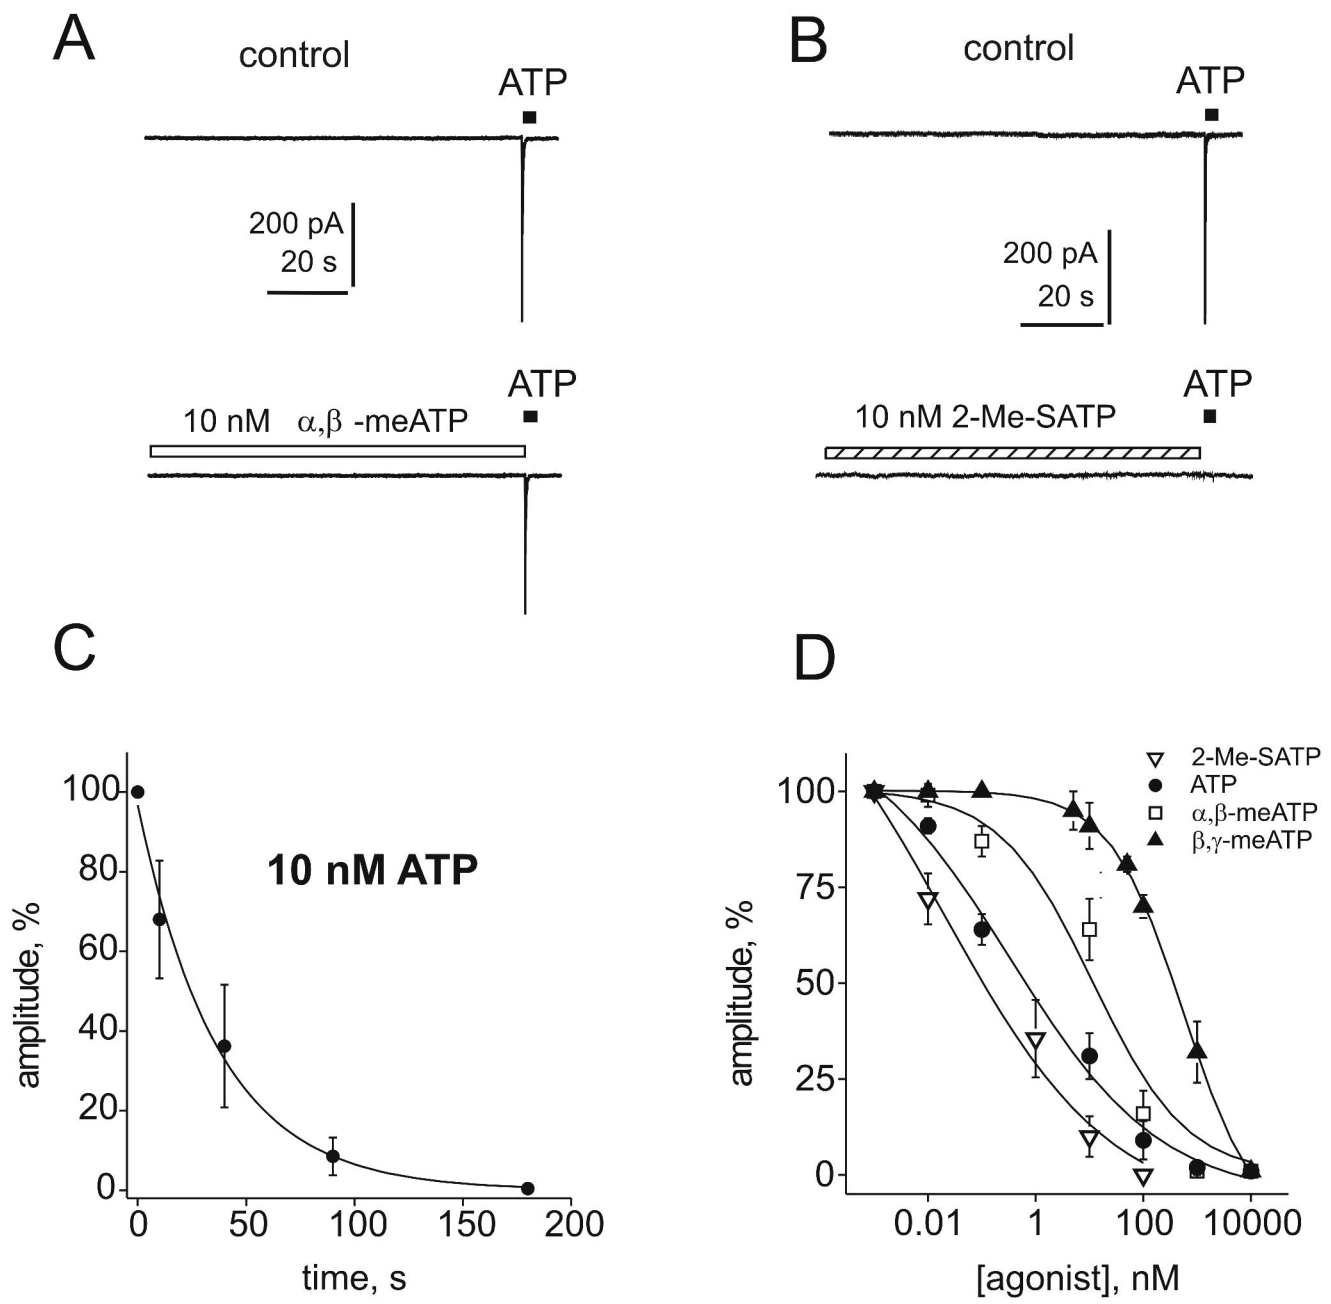 A
control
ATP
200 pA
20 s
ATP
10 nM α,β -meATP
B
control
ATP
200 pA
20 s
ATP
10 nM 2-Me-SATP
C
100
80
60
40
20
0
amplitude, %
10 nM ATP
0 50 100 150 200
time, s
D
2-Me-SATP
ATP
α,β-meATP
β,γ-meATP
100
75
50
25
0
amplitude, %
0.01 1 100 10000
[agonist], nM